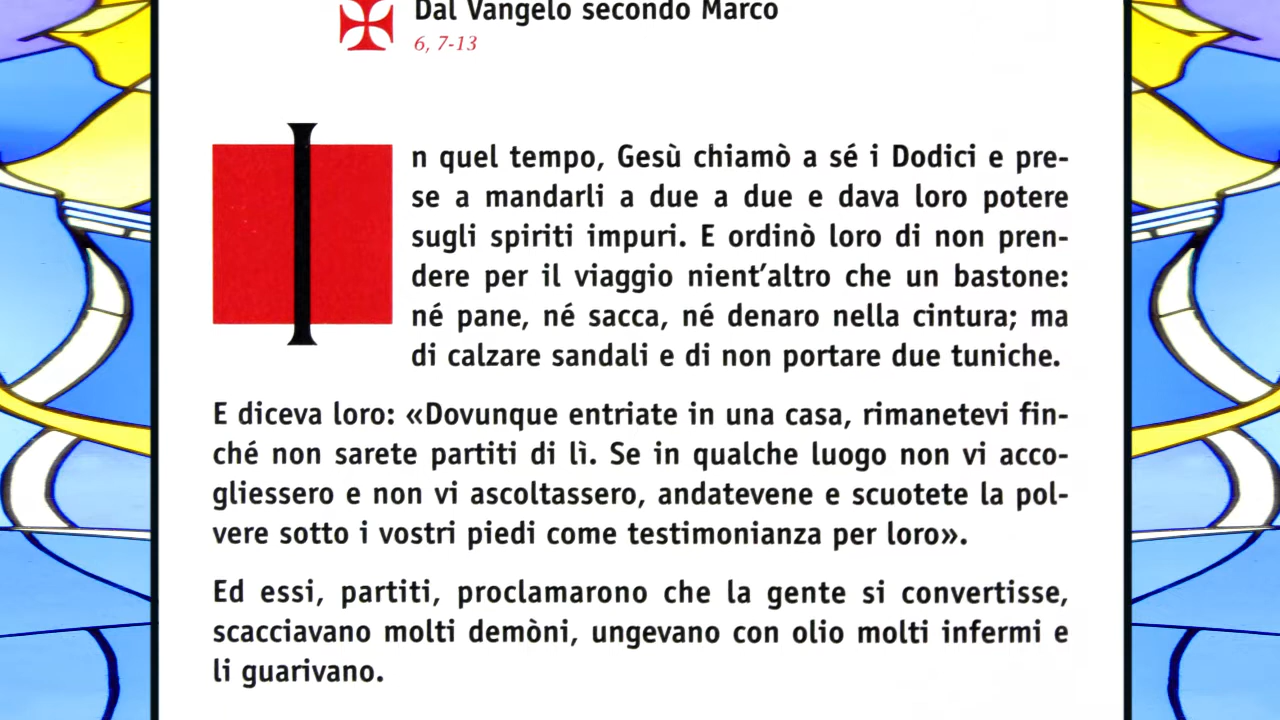 Dal Vangelo secondo Marco
6, 7-13
In quel tempo, Gesù chiamò a sé i Dodici e pre-
se a mandarli a due a due e dava loro potere
sugli spiriti impuri. E ordinò loro di non pren-
dere per il viaggio nient’altro che un bastone:
né pane, né sacca, né denaro nella cintura; ma
di calzare sandali e di non portare due tuniche.
E diceva loro: «Dovunque entriate in una casa, rimanetevi fin-
ché non sarete partiti di lì. Se in qualche luogo non vi acco-
gliessero e non vi ascoltassero, andatevene e scuotete la pol-
vere sotto i vostri piedi come testimonianza per loro».
Ed essi, partiti, proclamarono che la gente si convertisse,
scacciavano molti demòni, ungevano con olio molti infermi e
li guarivano.